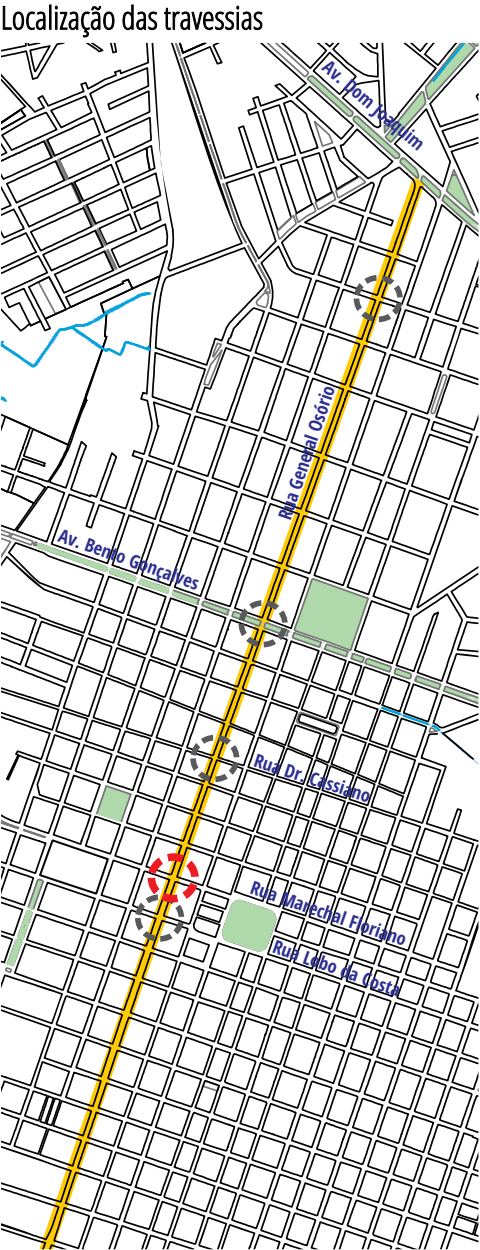 Localização das travessias
Av. Dom Joaquim
Rua General Osório
Av. Bento Gonçalves
Rua Dr. Cassiano
Rua Marechal Floriano
Rua Lobo da Costa